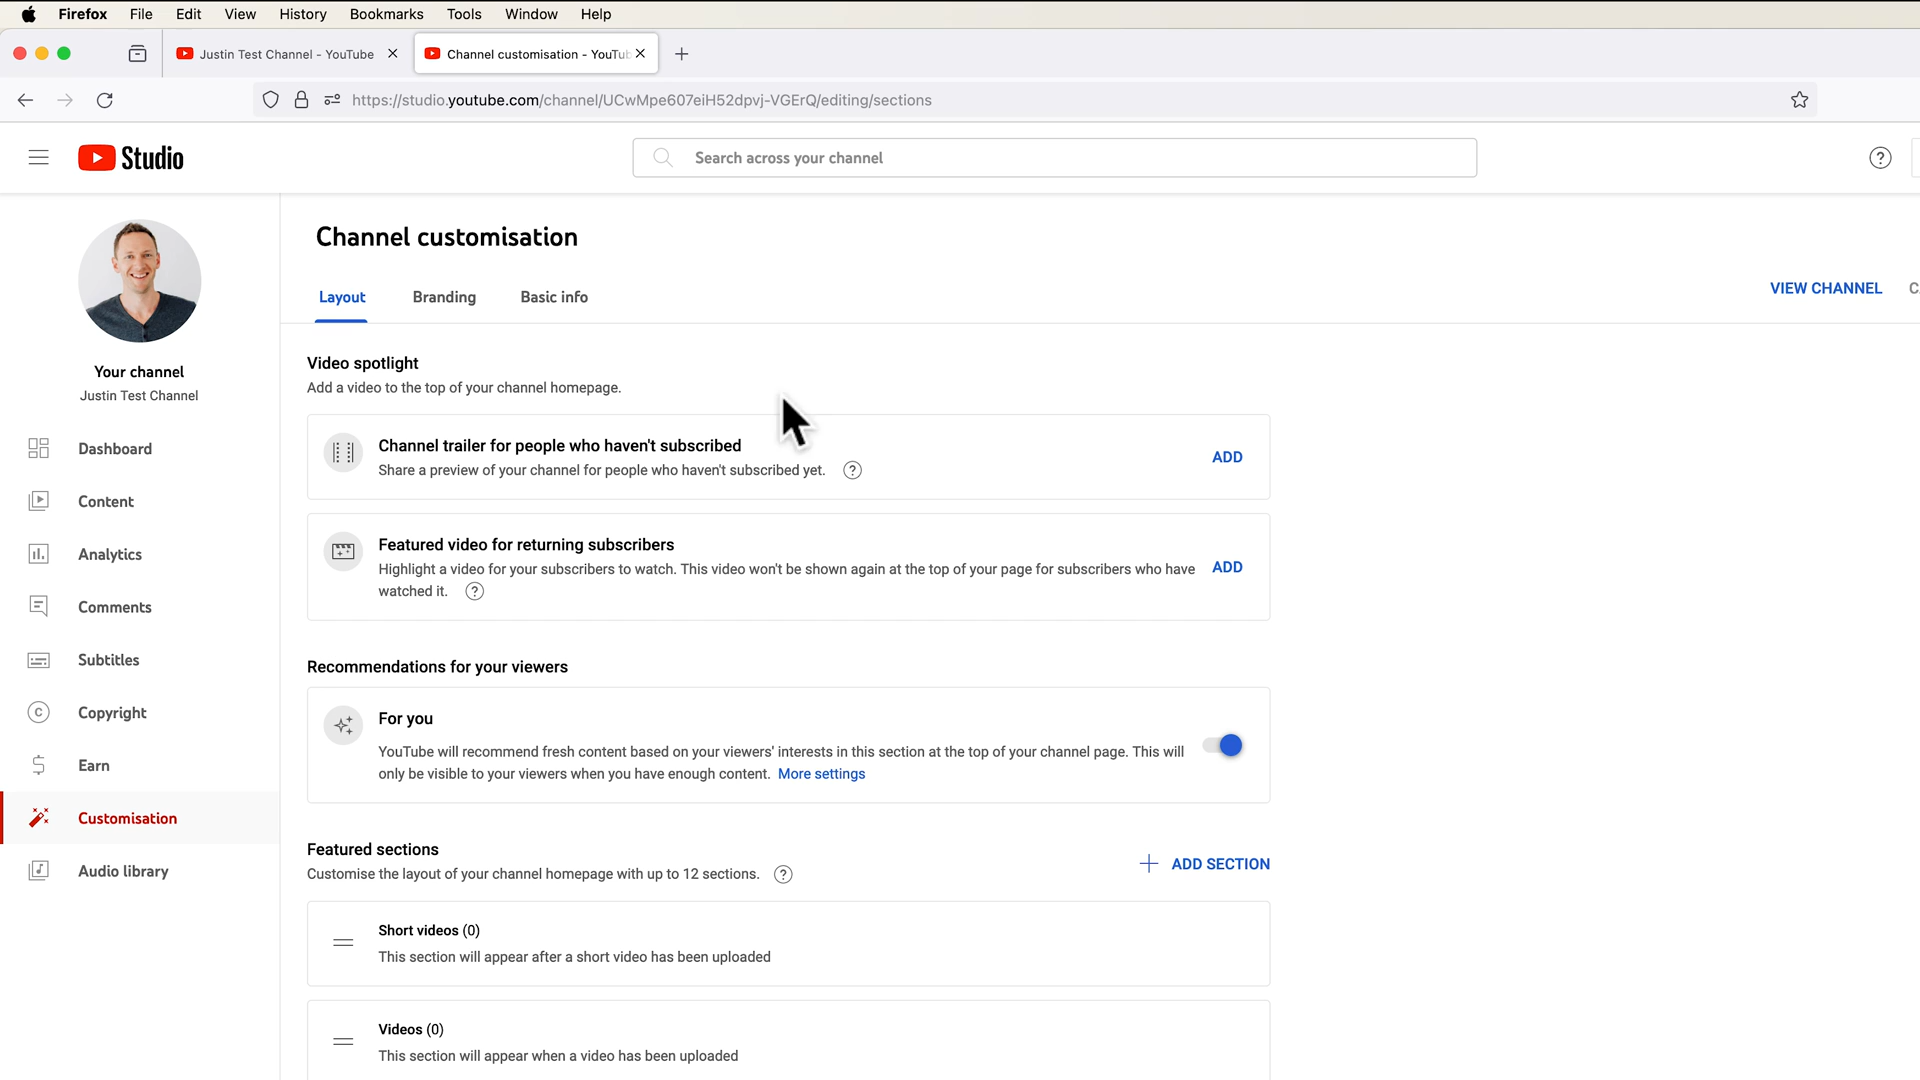 Firefox File Edit View History Bookmarks Tools Window Help
Justin Test Channel - YouTube
Channel customisation - YouTub
https://studio.youtube.com/channel/UCwMpe607eiH52dpvj-VGErQ/editing/sections
Studio
Search across your channel
Channel customisation
Layout Branding Basic info
VIEW CHANNEL
Your channel
Justin Test Channel
Dashboard
Content
Analytics
Comments
Subtitles
Copyright
Earn
Customisation
Audio library
Video spotlight
Add a video to the top of your channel homepage.
Channel trailer for people who haven't subscribed
Share a preview of your channel for people who haven't subscribed yet.
ADD
Featured video for returning subscribers
Highlight a video for your subscribers to watch. This video won't be shown again at the top of your page for subscribers who have
watched it.
ADD
Recommendations for your viewers
For you
YouTube will recommend fresh content based on your viewers' interests in this section at the top of your channel page. This will
only be visible to your viewers when you have enough content. More settings
Featured sections
Customise the layout of your channel homepage with up to 12 sections.
ADD SECTION
Short videos (0)
This section will appear after a short video has been uploaded
Videos (0)
This section will appear when a video has been uploaded